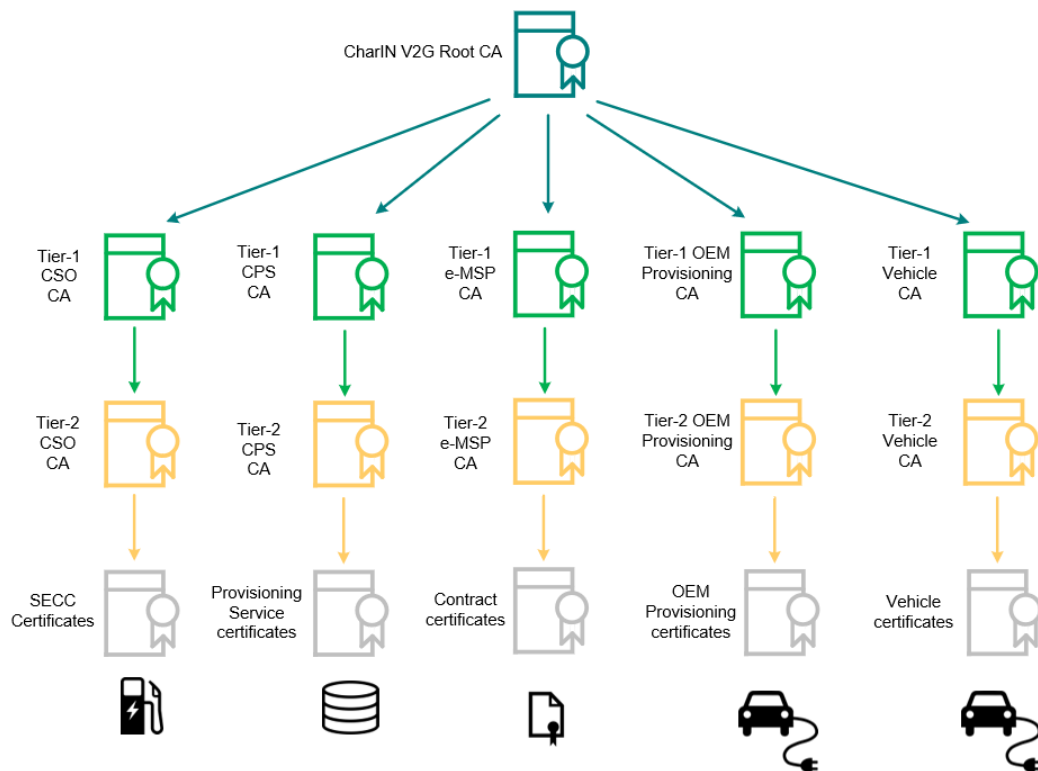 CharIN V2G Root CA
Tier-1
CSO
CA
Tier-1
CPS
CA
Tier-1
e-MSP
CA
Tier-1 OEM
Provisioning
CA
Tier-1
Vehicle
CA
Tier-2
CSO
CA
Tier-2
CPS
CA
Tier-2
e-MSP
CA
Tier-2 OEM
Provisioning
CA
Tier-2
Vehicle
CA
SECC
Certificates
Provisioning
Service
certificates
Contract
certificates
OEM
Provisioning
certificates
Vehicle
certificates